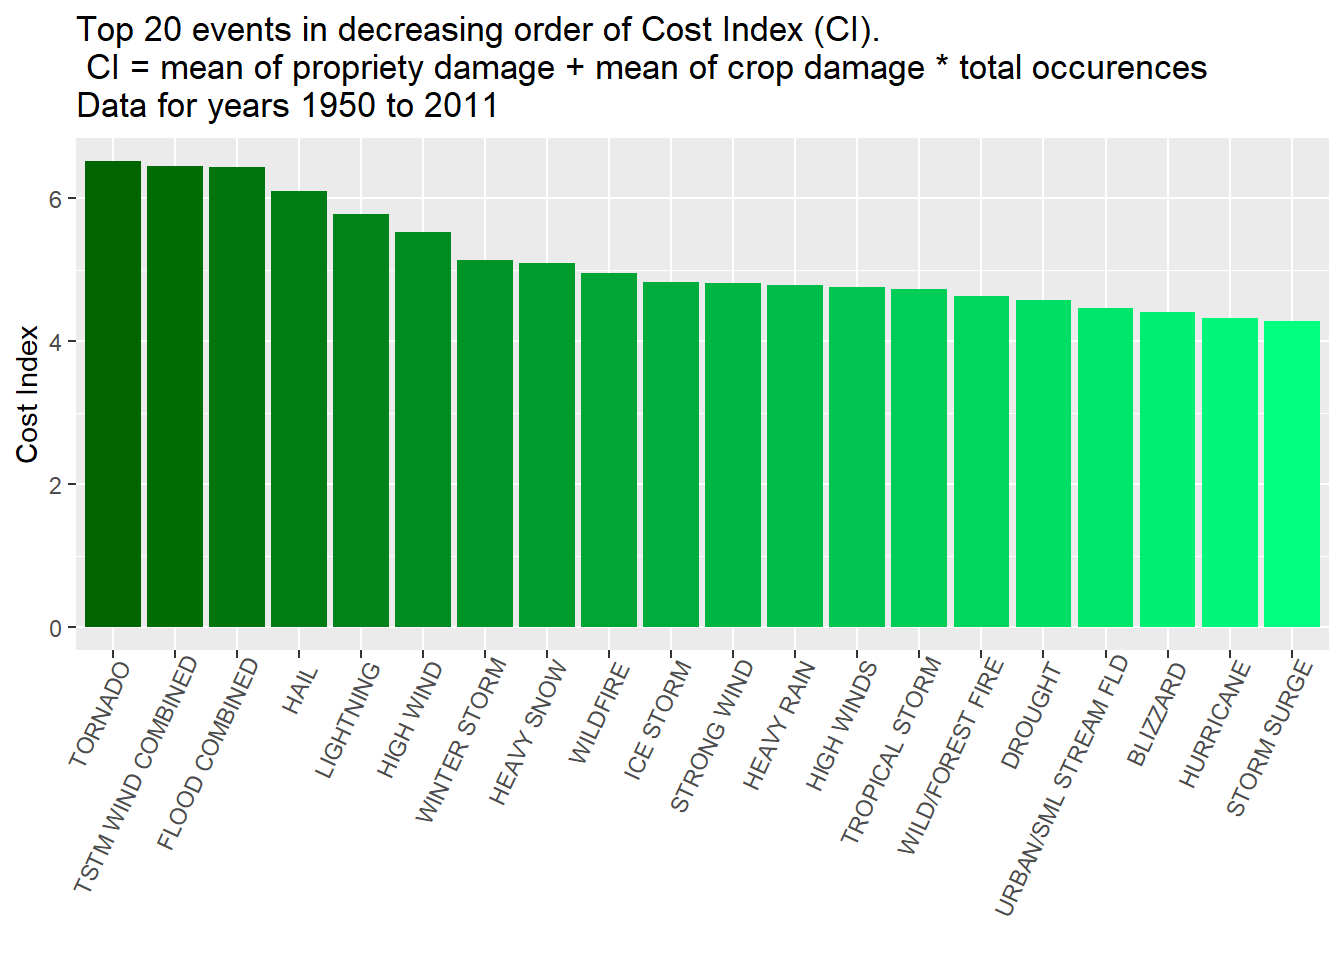 Top 20 events in decreasing order of Cost Index (CI).
CI = mean of propriety damage + mean of crop damage * total occurences
Data for years 1950 to 2011
Cost Index
6
4
2
0
TORNADO
TSTM WIND COMBINED
FLOOD COMBINED
HAIL
LIGHTNING
HIGH WIND
WINTER STORM
HEAVY SNOW
WILDFIRE
ICE STORM
STRONG WIND
HEAVY RAIN
HIGH WINDS
TROPICAL STORM
WILD/FOREST FIRE
DROUGHT
URBAN/SML STREAM FLD
BLIZZARD
HURRICANE
STORM SURGE